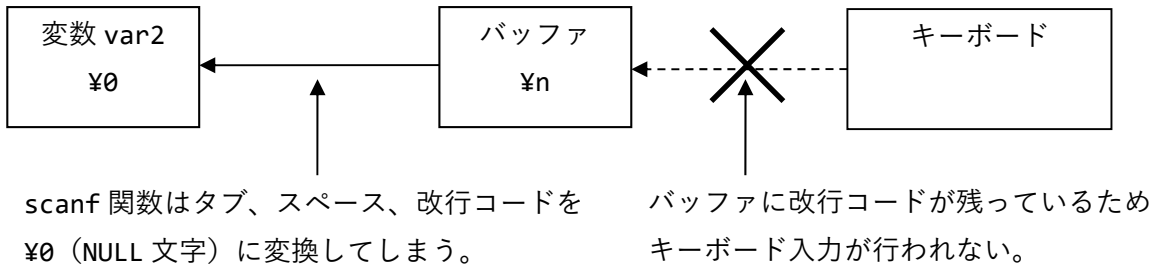 変数 var2
¥0
バッファ
¥n
キーボード
scanf 関数はタブ、スペース、改行コードを
¥0（NULL 文字）に変換してしまう。
バッファに改行コードが残っているため
キーボード入力が行われない。